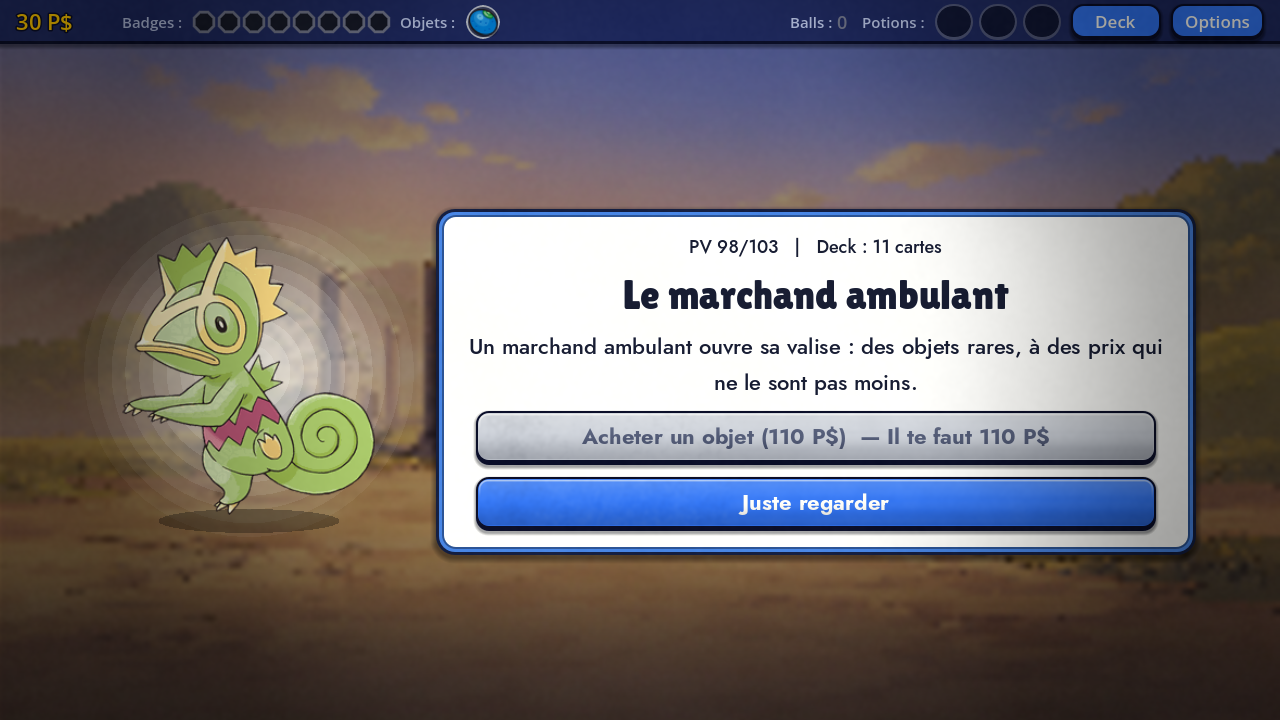 30 P$ Badges : Objets : Balls : 0 Potions : Deck Options
PV 98/103 | Deck : 11 cartes
Le marchand ambulant
Un marchand ambulant ouvre sa valise : des objets rares, à des prix qui
ne le sont pas moins.
Acheter un objet (110 P$) — Il te faut 110 P$
Juste regarder